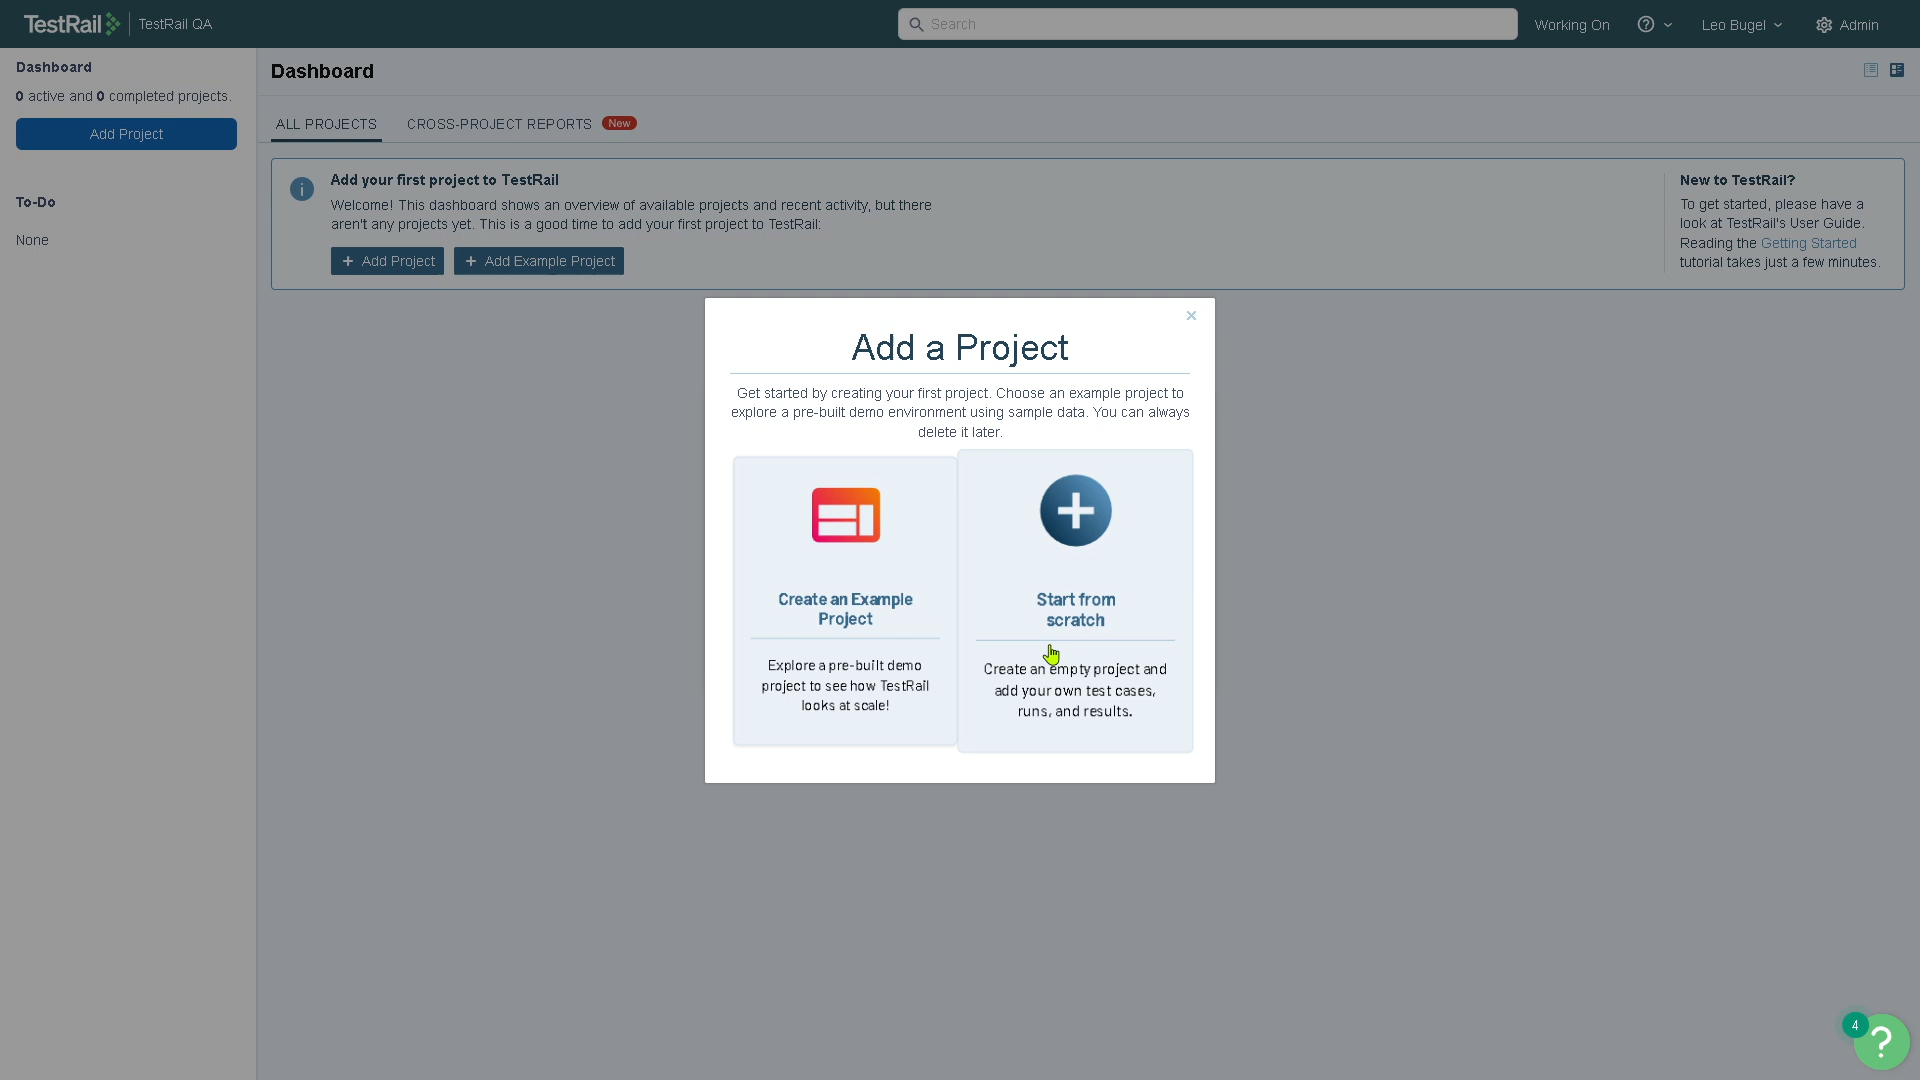 TestRail
TestRail QA
Search
Working On
Leo Bugel
Admin
Dashboard
0 active and 0 completed projects.
Add Project
To-Do
None
Dashboard
ALL PROJECTS
CROSS-PROJECT REPORTS New
Add your first project to TestRail
Welcome! This dashboard shows an overview of available projects and recent activity, but there
aren't any projects yet. This is a good time to add your first project to TestRail:
+ Add Project
+ Add Example Project
New to TestRail?
To get started, please have a
look at TestRail's User Guide.
Reading the Getting Started
tutorial takes just a few minutes.
Add a Project
Get started by creating your first project. Choose an example project to
explore a pre-built demo environment using sample data. You can always
delete it later.
Create an Example
Project
Explore a pre-built demo
project to see how TestRail
looks at scale!
Start from
scratch
Create an empty project and
add your own test cases,
runs, and results.
4
?